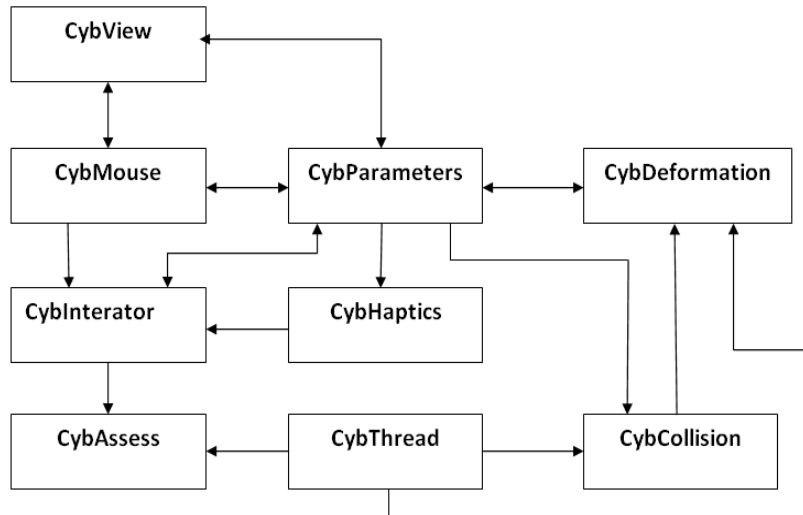 CybView
CybMouse
CybParameters
CybDeformation
CybInterator
CybHaptics
CybAssess
CybThread
CybCollision